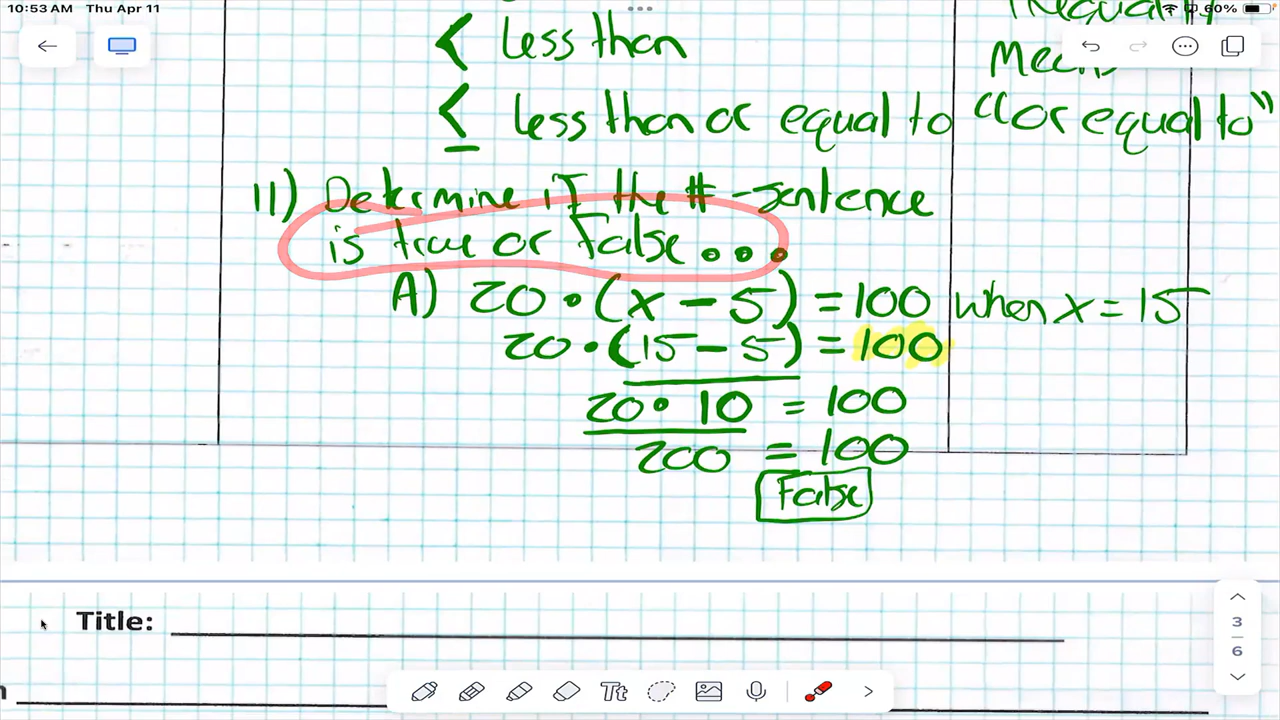 10:53 AM Thu Apr 11
60%
< less than
Inequality
≤ less than or equal to "or equal to"
11) Determine if the # -sentence
is true or False...
A) 20 • (x - 5) = 100 when x = 15
20 • (15 - 5) = 100
20 • 10 = 100
200 = 100
False
Title:
3
6
Tt